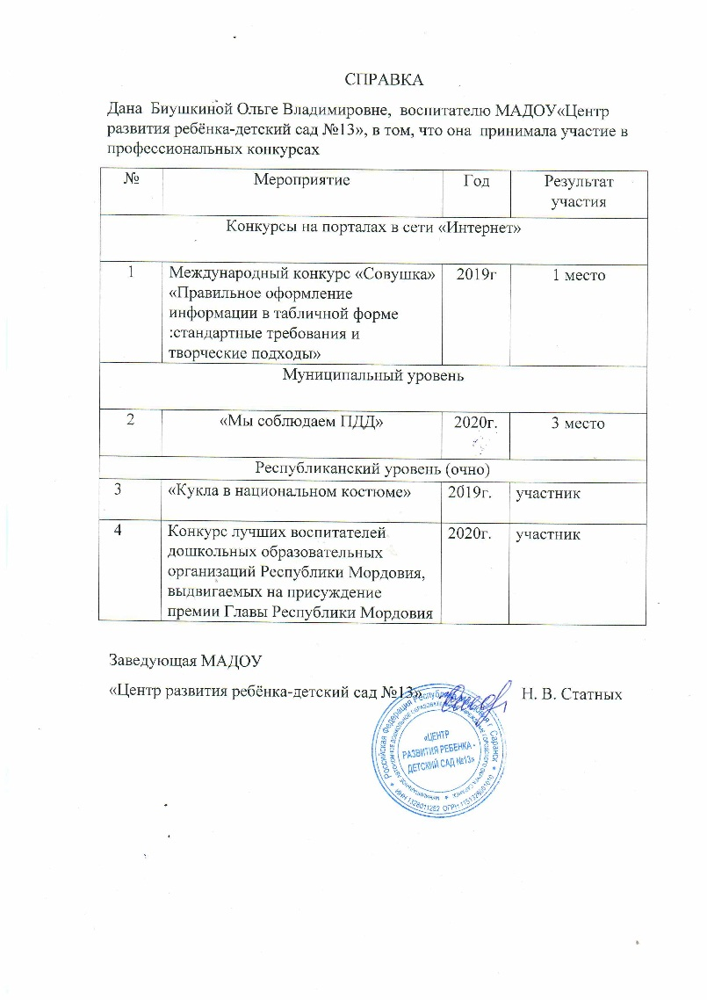 СПРАВКА
Дана Биушкиной Ольге Владимировне, воспитателю МАДОУ«Центр
развития ребёнка-детский сад №13», в том, что она принимала участие в
профессиональных конкурсах
№ Мероприятие Год Результат
участия
Конкурсы на порталах в сети «Интернет»
1 Международный конкурс «Совушка» 2019г 1 место
«Правильное оформление
информации в табличной форме
:стандартные требования и
творческие подходы»
Муниципальный уровень
2 «Мы соблюдаем ПДД» 2020г. 3 место
Республиканский уровень (очно)
3 «Кукла в национальном костюме» 2019г. участник
4 Конкурс лучших воспитателей 2020г. участник
дошкольных образовательных
организаций Республики Мордовия,
выдвигаемых на присуждение
премии Главы Республики Мордовия
Заведующая МАДОУ
«Центр развития ребёнка-детский сад №13» Н. В. Статных
Российская Федерация Республика Мордовия г. Саранск
«ЦЕНТР
РАЗВИТИЯ РЕБЕНКА -
ДЕТСКИЙ САД №13»